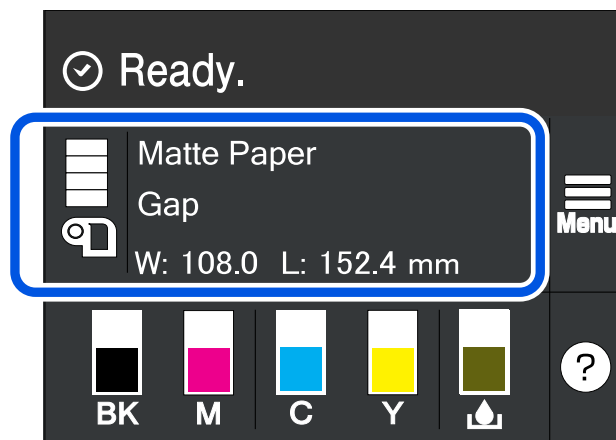 Ready.
Matte Paper
Gap
W: 108.0 L: 152.4 mm
Menu
BK M C Y
?